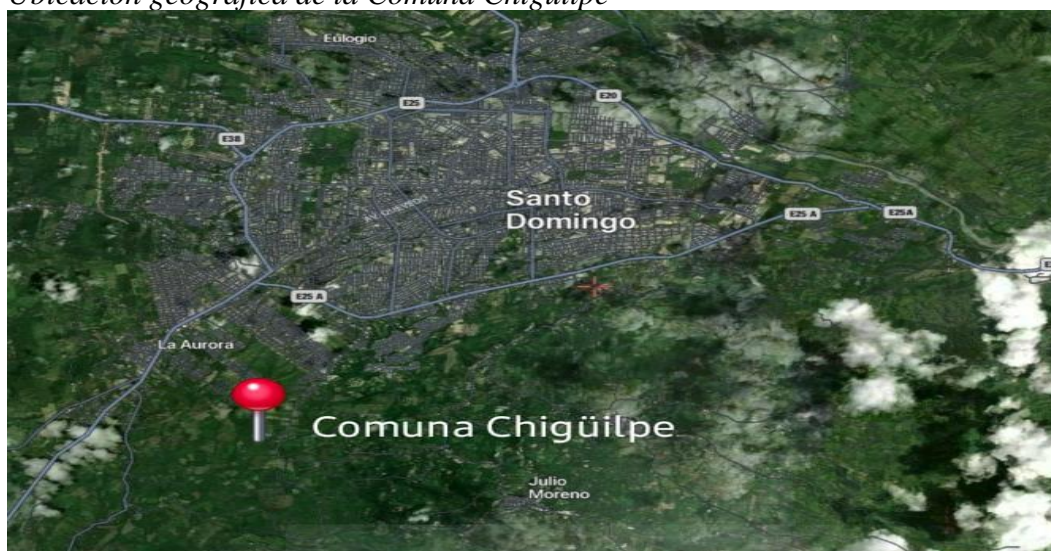 Ubicación geográfica de la Comuna Chigüilpe
Eulogio
E25
E20
E38
Santo
Domingo
E25 A
E25A
E25 A
La Aurora
Comuna Chigüilpe
Julio
Moreno